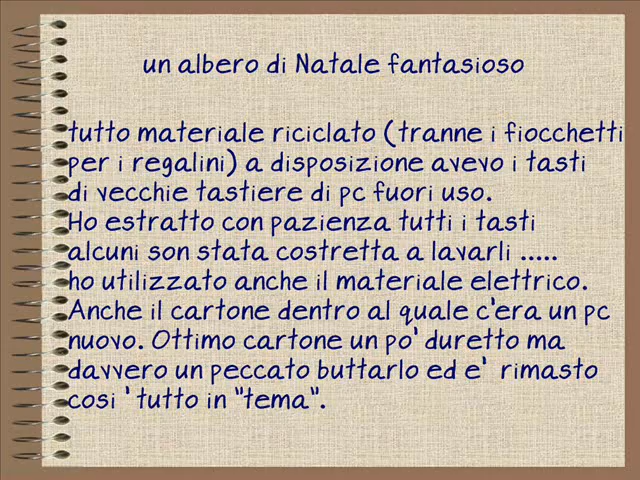 un albero di Natale fantasioso
tutto materiale riciclato (tranne i fiocchetti
per i regalini) a disposizione avevo i tasti
di vecchie tastiere di pc fuori uso.
Ho estratto con pazienza tutti i tasti
alcuni son stata costretta a lavarli .....
ho utilizzato anche il materiale elettrico.
Anche il cartone dentro al quale c'era un pc
nuovo. Ottimo cartone un po' duretto ma
davvero un peccato buttarlo ed e' rimasto
cosi ' tutto in "tema".